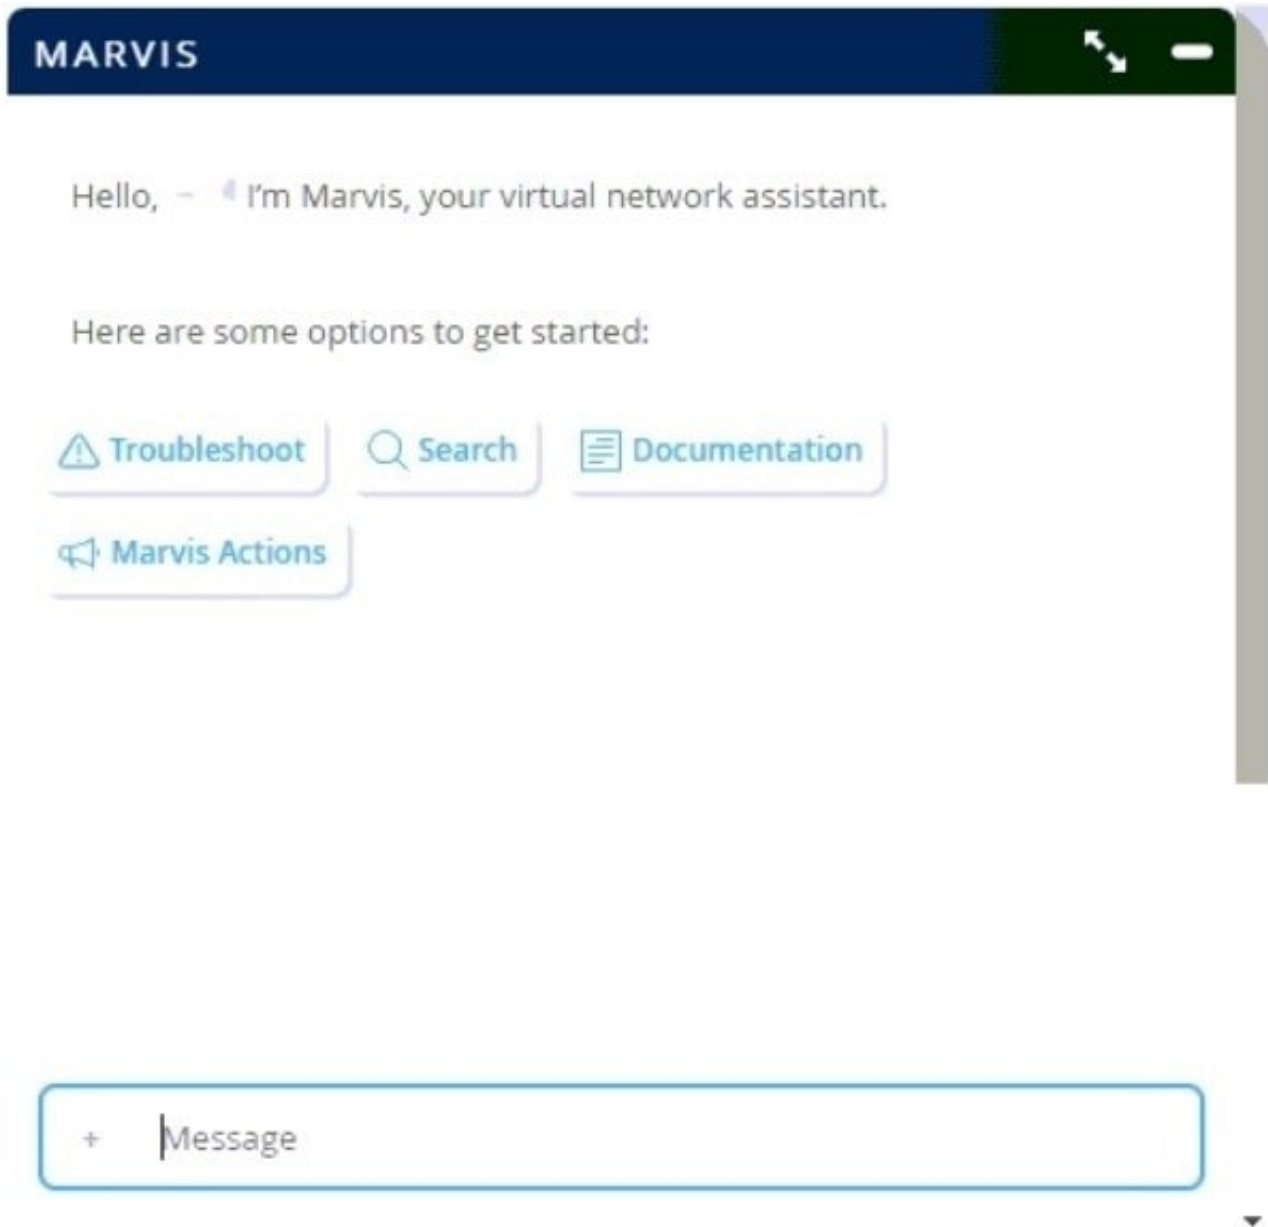 MARVIS
Hello, I'm Marvis, your virtual network assistant.
Here are some options to get started:
Troubleshoot Search Documentation
Marvis Actions
+ Message